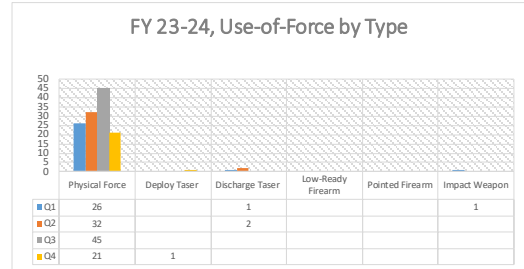 FY 23-24, Use-of-Force by Type
50
45
40
35
30
25
20
15
10
5
0
Physical Force Deploy Taser Discharge Taser Low-Ready Firearm Pointed Firearm Impact Weapon
Q1 26 1 1
Q2 32 2
Q3 45
Q4 21 1